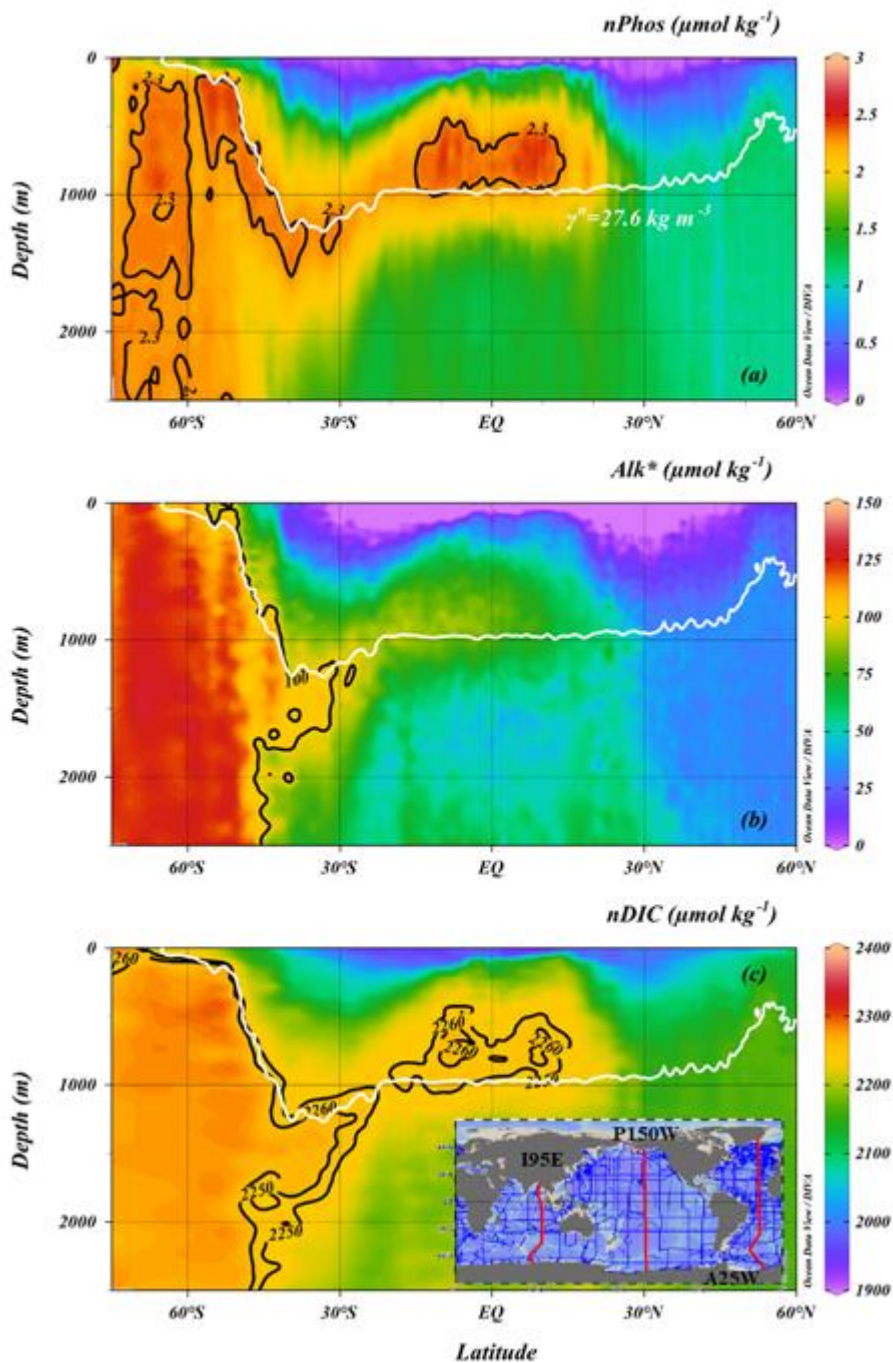 nPhos (µmol kg-1)
0
1000
2000
Depth (m)
2.3
2.3
2.3
2.3
2.3
2.3
γn=27.6 kg m-3
(a)
3
2.5
2
1.5
1
0.5
0
Ocean Data View / DIVA
60°S
30°S
EQ
30°N
60°N
Alk* (µmol kg-1)
0
1000
2000
Depth (m)
100
(b)
150
125
100
75
50
25
0
Ocean Data View / DIVA
60°S
30°S
EQ
30°N
60°N
nDIC (µmol kg-1)
0
1000
2000
Depth (m)
260
2260
2260
2260
2260
2250
2250
2250
(c)
P150W
I95E
A25W
2400
2300
2200
2100
2000
1900
Ocean Data View / DIVA
60°S
30°S
EQ
30°N
60°N
Latitude